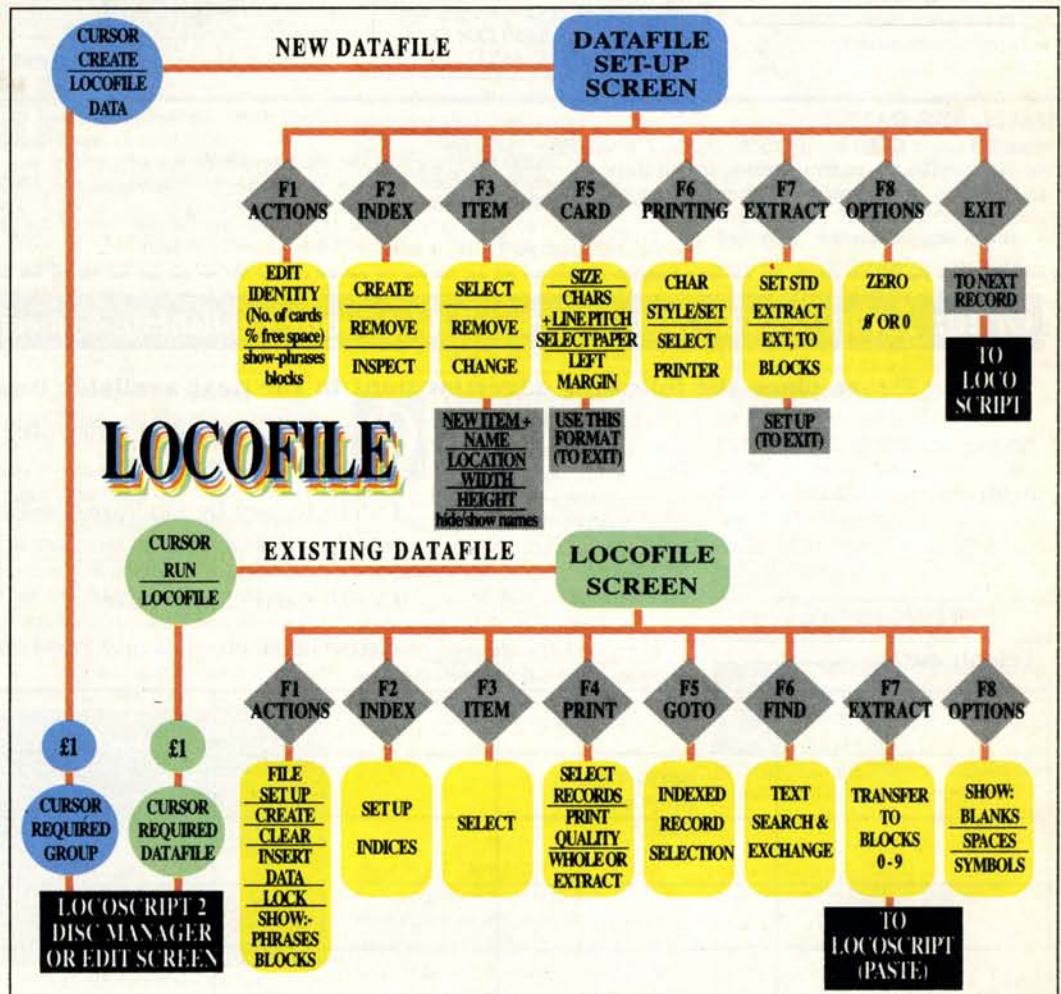 CURSOR
CREATE
LOCOFILE
DATA
NEW DATAFILE
DATAFILE
SET-UP
SCREEN
F1
ACTIONS
F2
INDEX
F3
ITEM
F5
CARD
F6
PRINTING
F7
EXTRACT
F8
OPTIONS
EXIT
EDIT
IDENTITY
(No. of cards
% free space)
show-phrases
blocks
CREATE
REMOVE
INSPECT
SELECT
REMOVE
CHANGE
SIZE
CHARS
+ LINE PITCH
SELECT PAPER
LEFT
MARGIN
CHAR
STYLE/SET
SELECT
PRINTER
SET STD
EXTRACT
EXT, TO
BLOCKS
ZERO
0̸ OR 0
TO NEXT
RECORD
TO
LOCO
SCRIPT
NEW ITEM +
NAME
LOCATION
WIDTH
HEIGHT
hide/show names
USE THIS
FORMAT
(TO EXIT)
SET UP
(TO EXIT)
LOCOFILE
CURSOR
RUN
LOCOFILE
EXISTING DATAFILE
LOCOFILE
SCREEN
F1
ACTIONS
F2
INDEX
F3
ITEM
F4
PRINT
F5
GOTO
F6
FIND
F7
EXTRACT
F8
OPTIONS
£1
£1
CURSOR
REQUIRED
GROUP
CURSOR
REQUIRED
DATAFILE
LOCOSCRIPT 2
DISC MANAGER
OR EDIT SCREEN
FILE
SET UP
CREATE
CLEAR
INSERT
DATA
LOCK
SHOW:-
PHRASES
BLOCKS
SET UP
INDICES
SELECT
SELECT
RECORDS
PRINT
QUALITY
WHOLE OR
EXTRACT
INDEXED
RECORD
SELECTION
TEXT
SEARCH &
EXCHANGE
TRANSFER
TO
BLOCKS
0 - 9
SHOW:
BLANKS
SPACES
SYMBOLS
TO
LOCOSCRIPT
(PASTE)